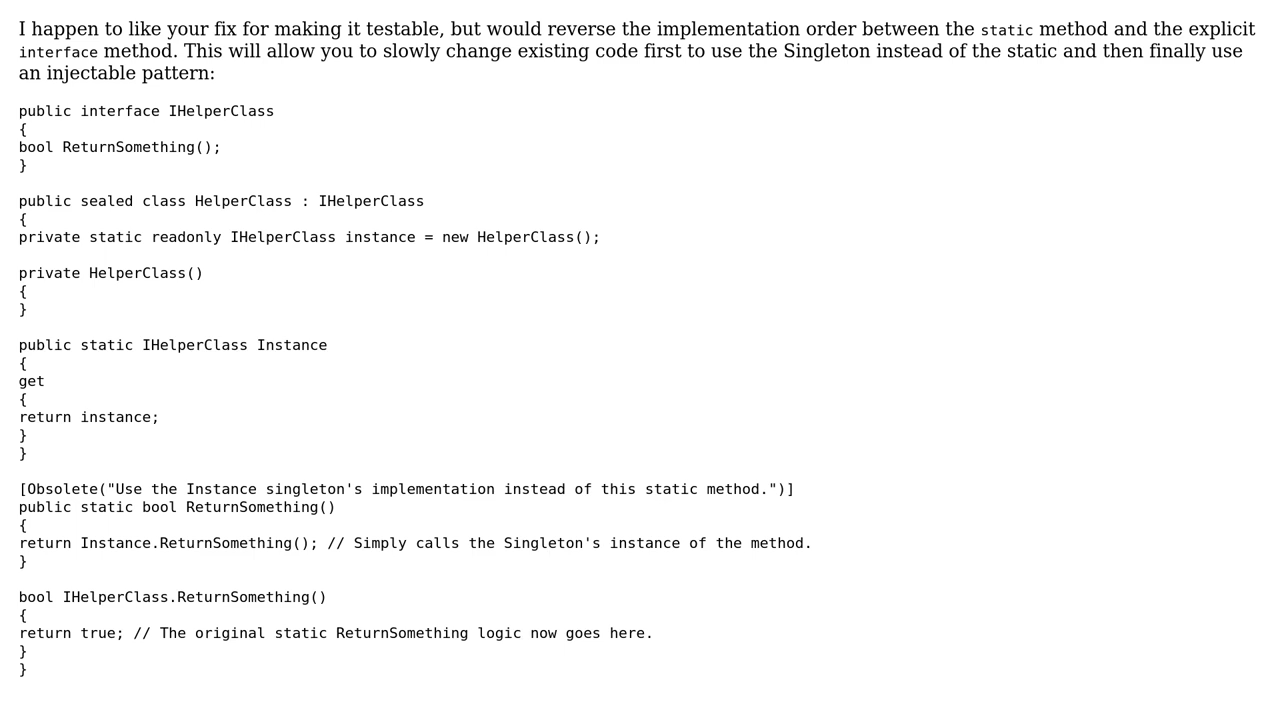 I happen to like your fix for making it testable, but would reverse the implementation order between the static method and the explicit
interface method. This will allow you to slowly change existing code first to use the Singleton instead of the static and then finally use
an injectable pattern:
public interface IHelperClass
{
bool ReturnSomething();
}
public sealed class HelperClass : IHelperClass
{
private static readonly IHelperClass instance = new HelperClass();
private HelperClass()
{
}
public static IHelperClass Instance
{
get
{
return instance;
}
}
[Obsolete("Use the Instance singleton's implementation instead of this static method.")]
public static bool ReturnSomething()
{
return Instance.ReturnSomething(); // Simply calls the Singleton's instance of the method.
}
bool IHelperClass.ReturnSomething()
{
return true; // The original static ReturnSomething logic now goes here.
}
}